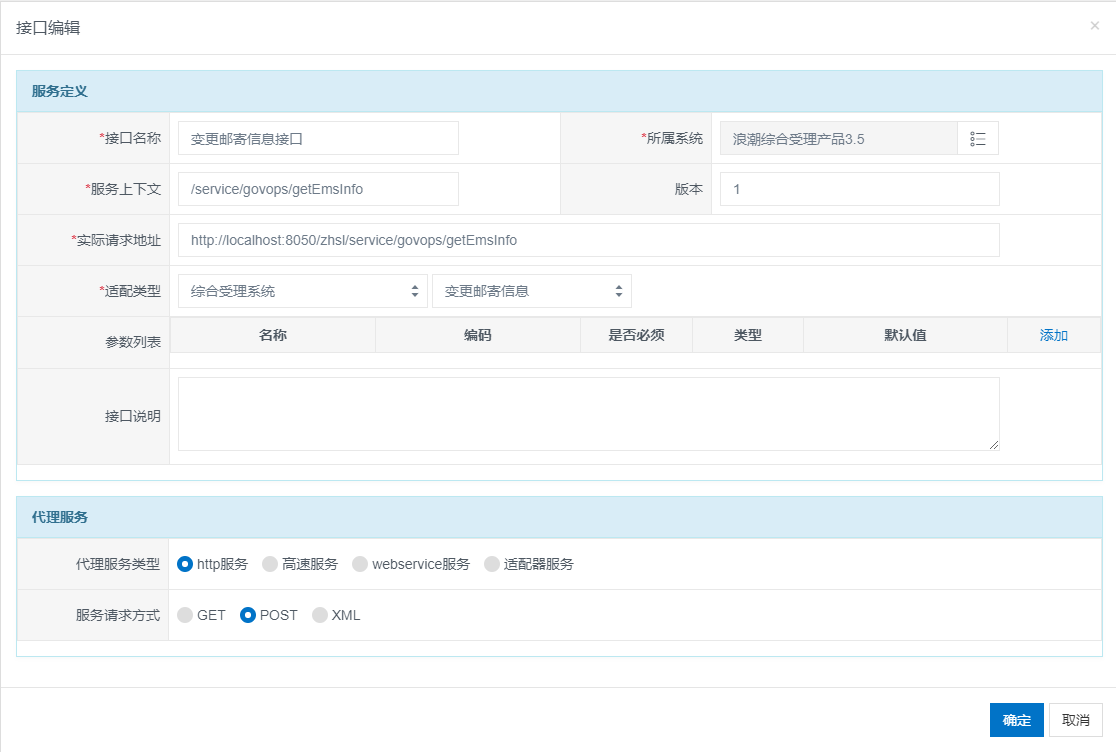 接口编辑
×
服务定义
*接口名称 变更邮寄信息接口 *所属系统 浪潮综合受理产品3.5
*服务上下文 /service/govops/getEmsInfo 版本 1
*实际请求地址 http://localhost:8050/zhsl/service/govops/getEmsInfo
*适配类型 综合受理系统 变更邮寄信息
参数列表 名称 编码 是否必须 类型 默认值 添加
接口说明
代理服务
代理服务类型 http服务 高速服务 webservice服务 适配器服务
服务请求方式 GET POST XML
确定 取消